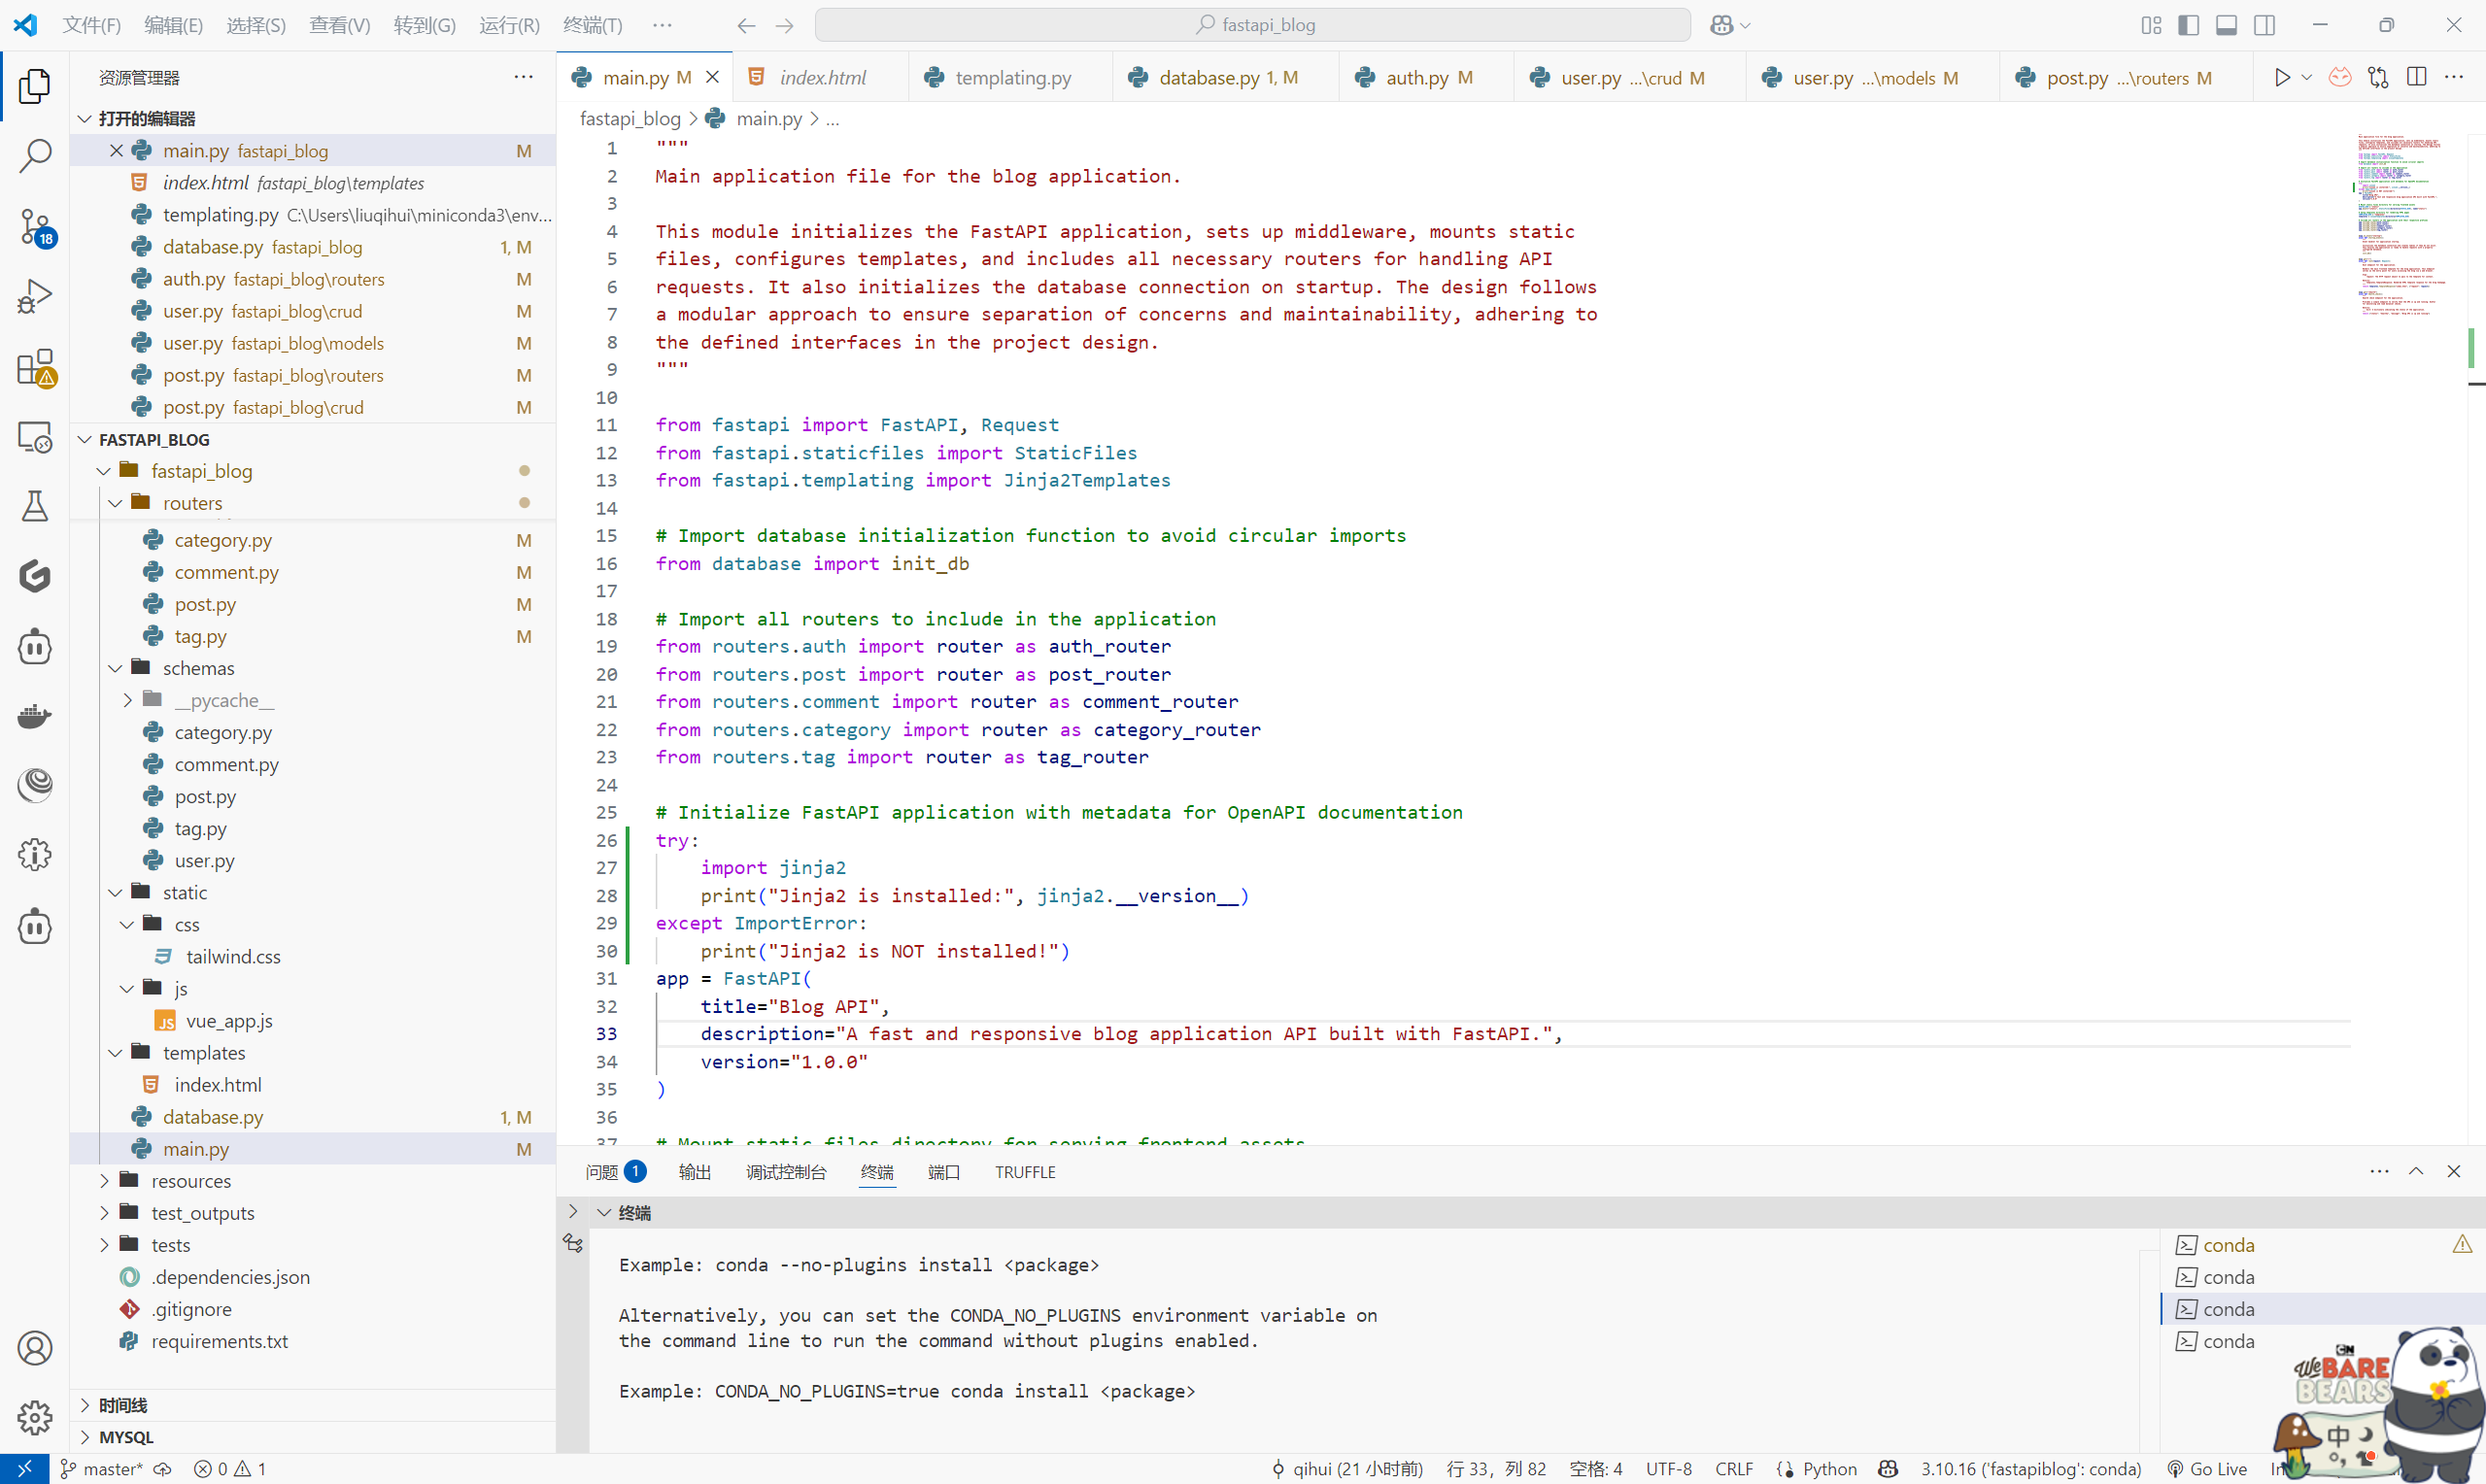 文件(F) 编辑(E) 选择(S) 查看(V) 转到(G) 运行(R) 终端(T) ··· fastapi_blog
资源管理器 ···
打开的编辑器
main.py fastapi_blog M
index.html fastapi_blog\templates
templating.py C:\Users\liuqihui\miniconda3\env...
database.py fastapi_blog 1, M
auth.py fastapi_blog\routers M
user.py fastapi_blog\crud M
user.py fastapi_blog\models M
post.py fastapi_blog\routers M
post.py fastapi_blog\crud M
FASTAPI_BLOG
fastapi_blog
routers
category.py M
comment.py M
post.py M
tag.py M
schemas
__pycache__
category.py
comment.py
post.py
tag.py
user.py
static
css
tailwind.css
js
JS vue_app.js
templates
index.html
database.py 1, M
main.py M
resources
test_outputs
tests
.dependencies.json
.gitignore
requirements.txt
时间线
MYSQL
18
main.py M index.html templating.py database.py 1, M auth.py M user.py ...\crud M user.py ...\models M post.py ...\routers M
fastapi_blog > main.py > ...
1 """
2 Main application file for the blog application.
3
4 This module initializes the FastAPI application, sets up middleware, mounts static
5 files, configures templates, and includes all necessary routers for handling API
6 requests. It also initializes the database connection on startup. The design follows
7 a modular approach to ensure separation of concerns and maintainability, adhering to
8 the defined interfaces in the project design.
9 """
10
11 from fastapi import FastAPI, Request
12 from fastapi.staticfiles import StaticFiles
13 from fastapi.templating import Jinja2Templates
14
15 # Import database initialization function to avoid circular imports
16 from database import init_db
17
18 # Import all routers to include in the application
19 from routers.auth import router as auth_router
20 from routers.post import router as post_router
21 from routers.comment import router as comment_router
22 from routers.category import router as category_router
23 from routers.tag import router as tag_router
24
25 # Initialize FastAPI application with metadata for OpenAPI documentation
26 try:
27     import jinja2
28     print("Jinja2 is installed:", jinja2.__version__)
29 except ImportError:
30     print("Jinja2 is NOT installed!")
31 app = FastAPI(
32     title="Blog API",
33     description="A fast and responsive blog application API built with FastAPI.",
34     version="1.0.0"
35 )
36
37 # Mount static files directory for serving frontend assets
问题 1 输出 调试控制台 终端 端口 TRUFFLE
终端
Example: conda --no-plugins install <package>
Alternatively, you can set the CONDA_NO_PLUGINS environment variable on
the command line to run the command without plugins enabled.
Example: CONDA_NO_PLUGINS=true conda install <package>
conda
conda
conda
conda
CN
We BARE
BEARS
中
master* 0 1 qihui (21 小时前) 行 33，列 82 空格: 4 UTF-8 CRLF Python 3.10.16 ('fastapiblog': conda) Go Live